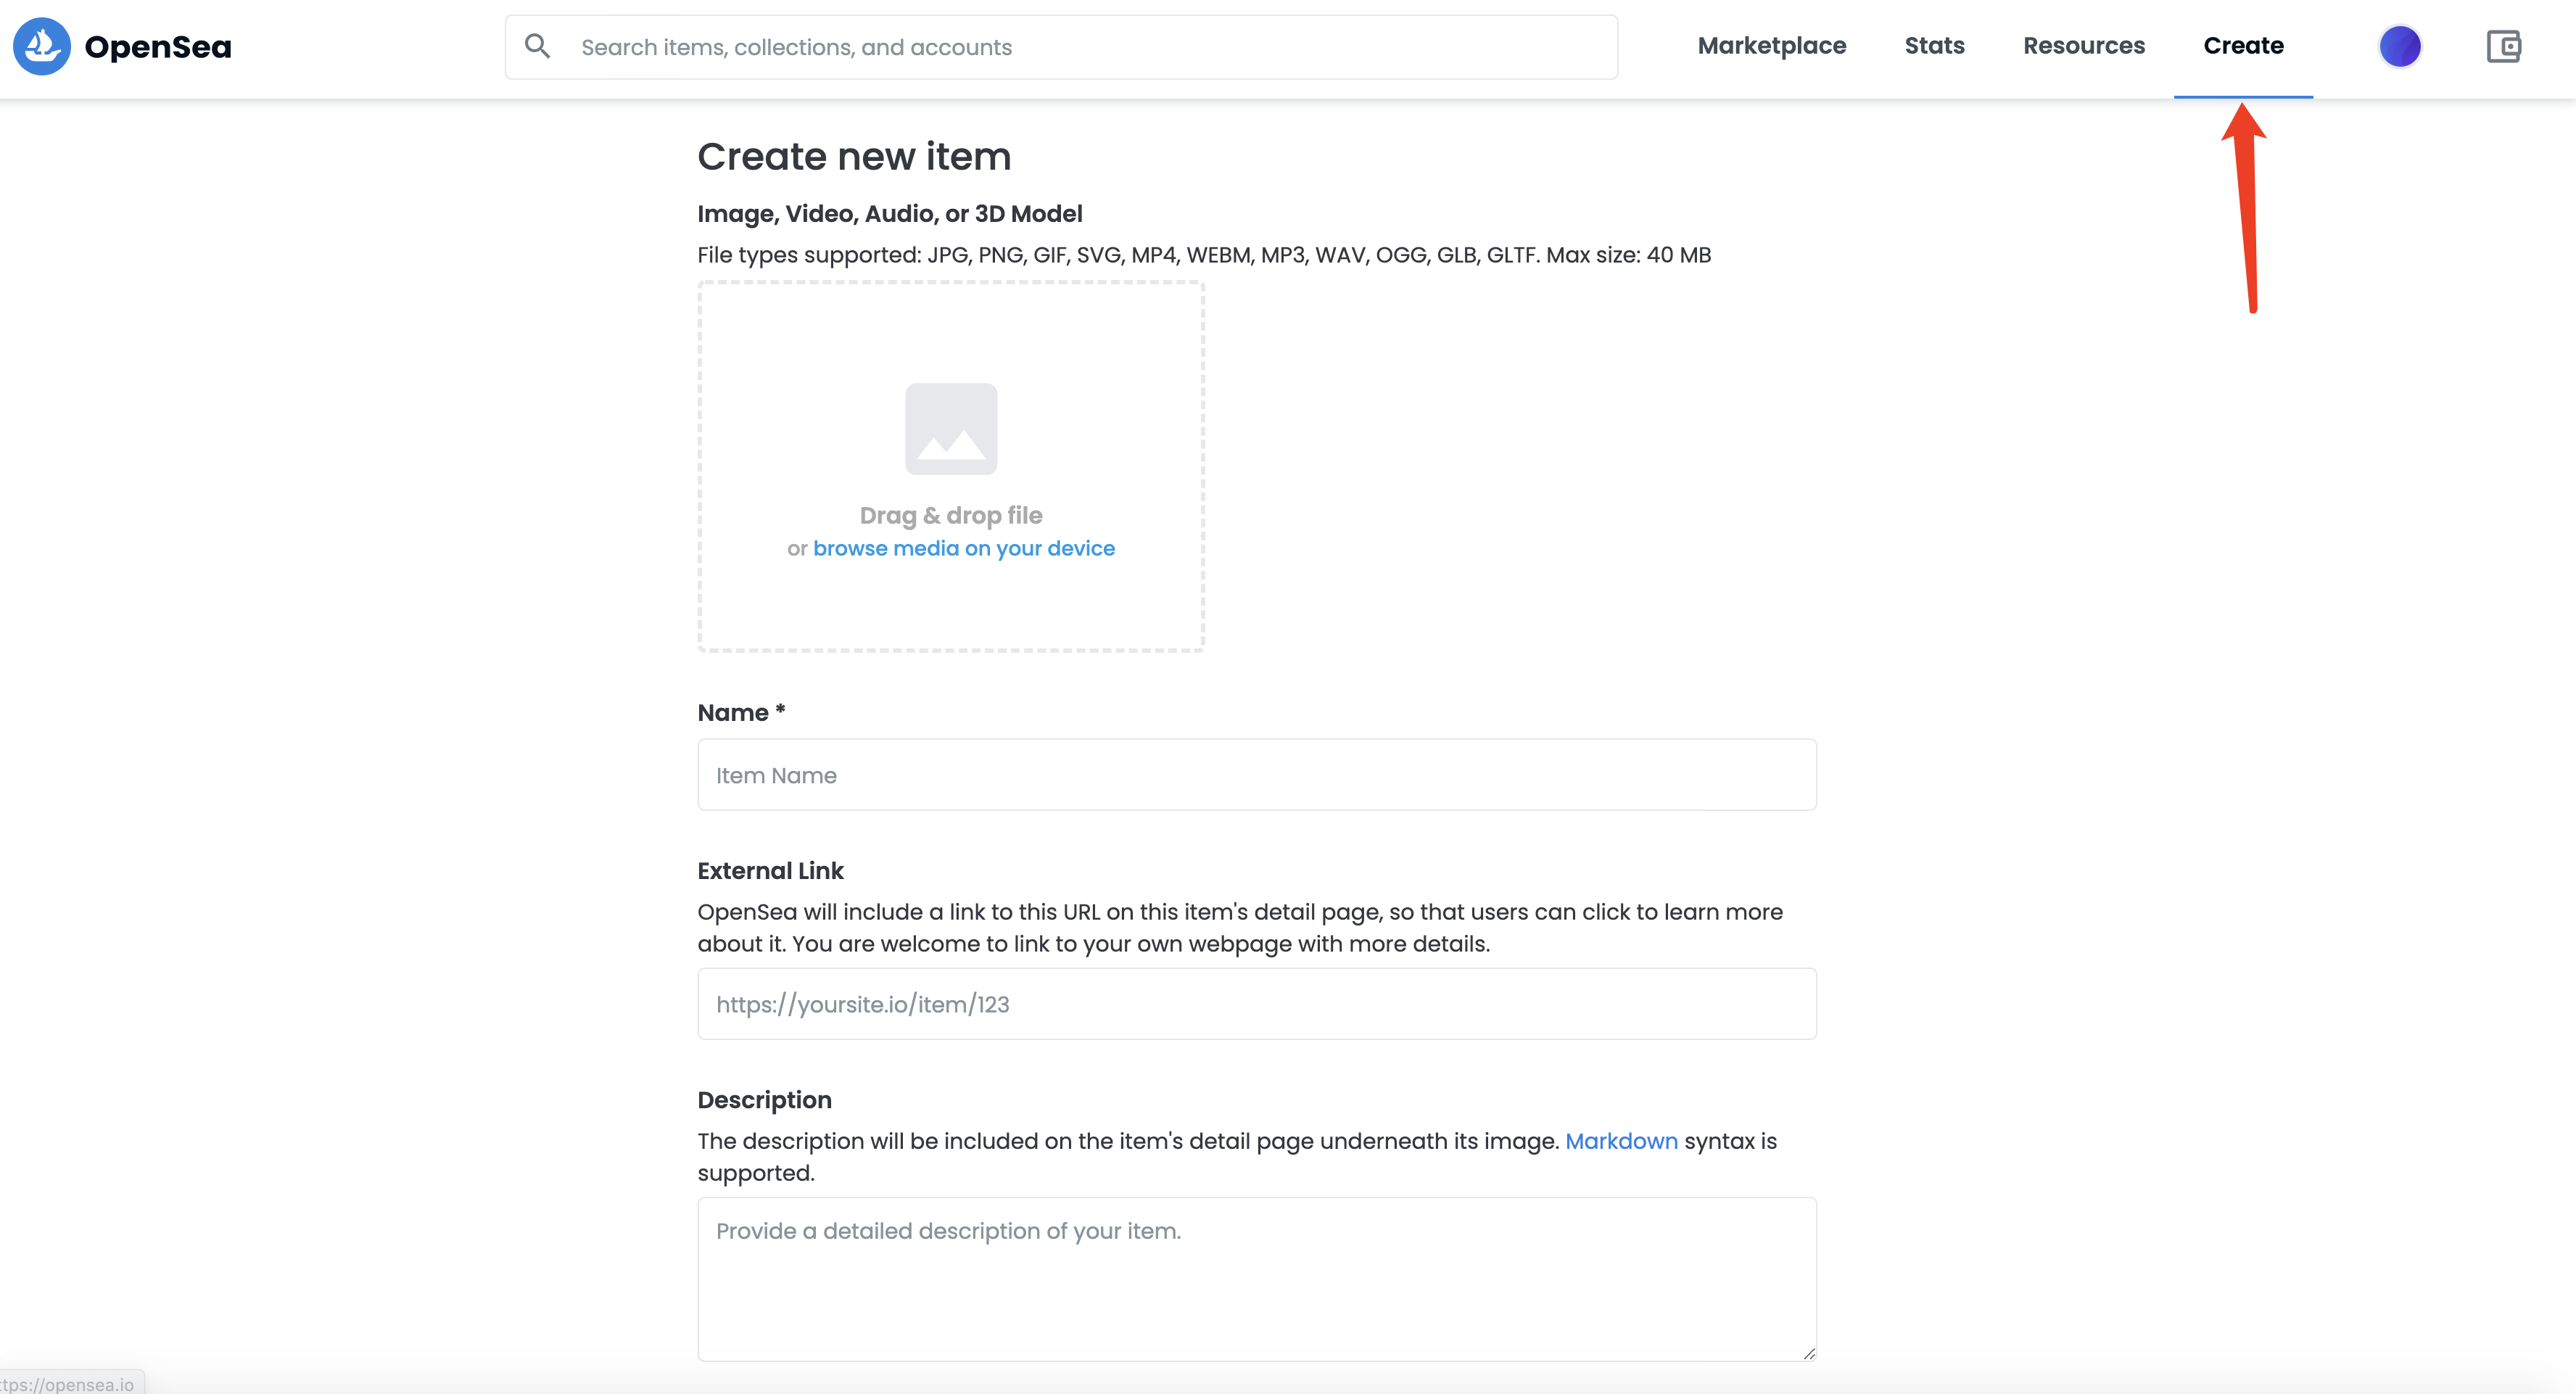 OpenSea
Search items, collections, and accounts
Marketplace
Stats
Resources
Create
Create new item
Image, Video, Audio, or 3D Model
File types supported: JPG, PNG, GIF, SVG, MP4, WEBM, MP3, WAV, OGG, GLB, GLTF. Max size: 40 MB
Drag & drop file
or browse media on your device
Name *
Item Name
External Link
OpenSea will include a link to this URL on this item's detail page, so that users can click to learn more
about it. You are welcome to link to your own webpage with more details.
https://yoursite.io/item/123
Description
The description will be included on the item's detail page underneath its image. Markdown syntax is
supported.
Provide a detailed description of your item.
ttps://opensea.io